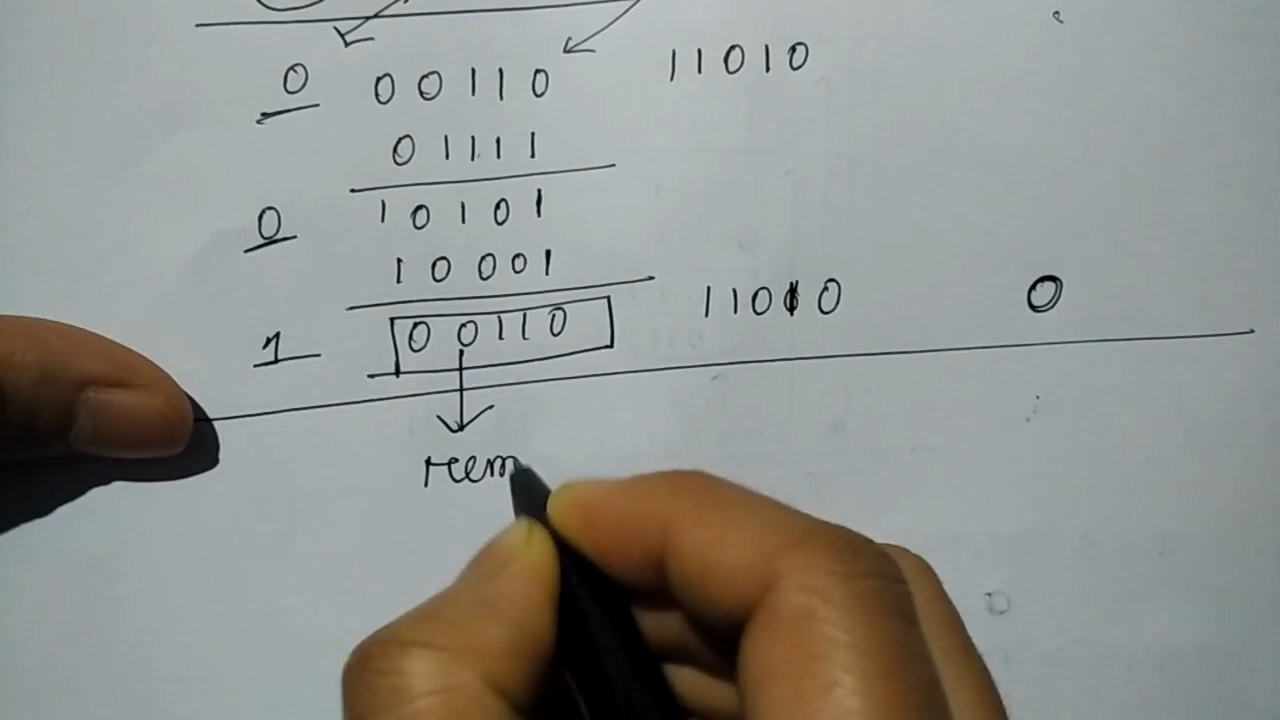 0 00110 11010
01111
0 10101
10001
1 00110 11010 0
rem